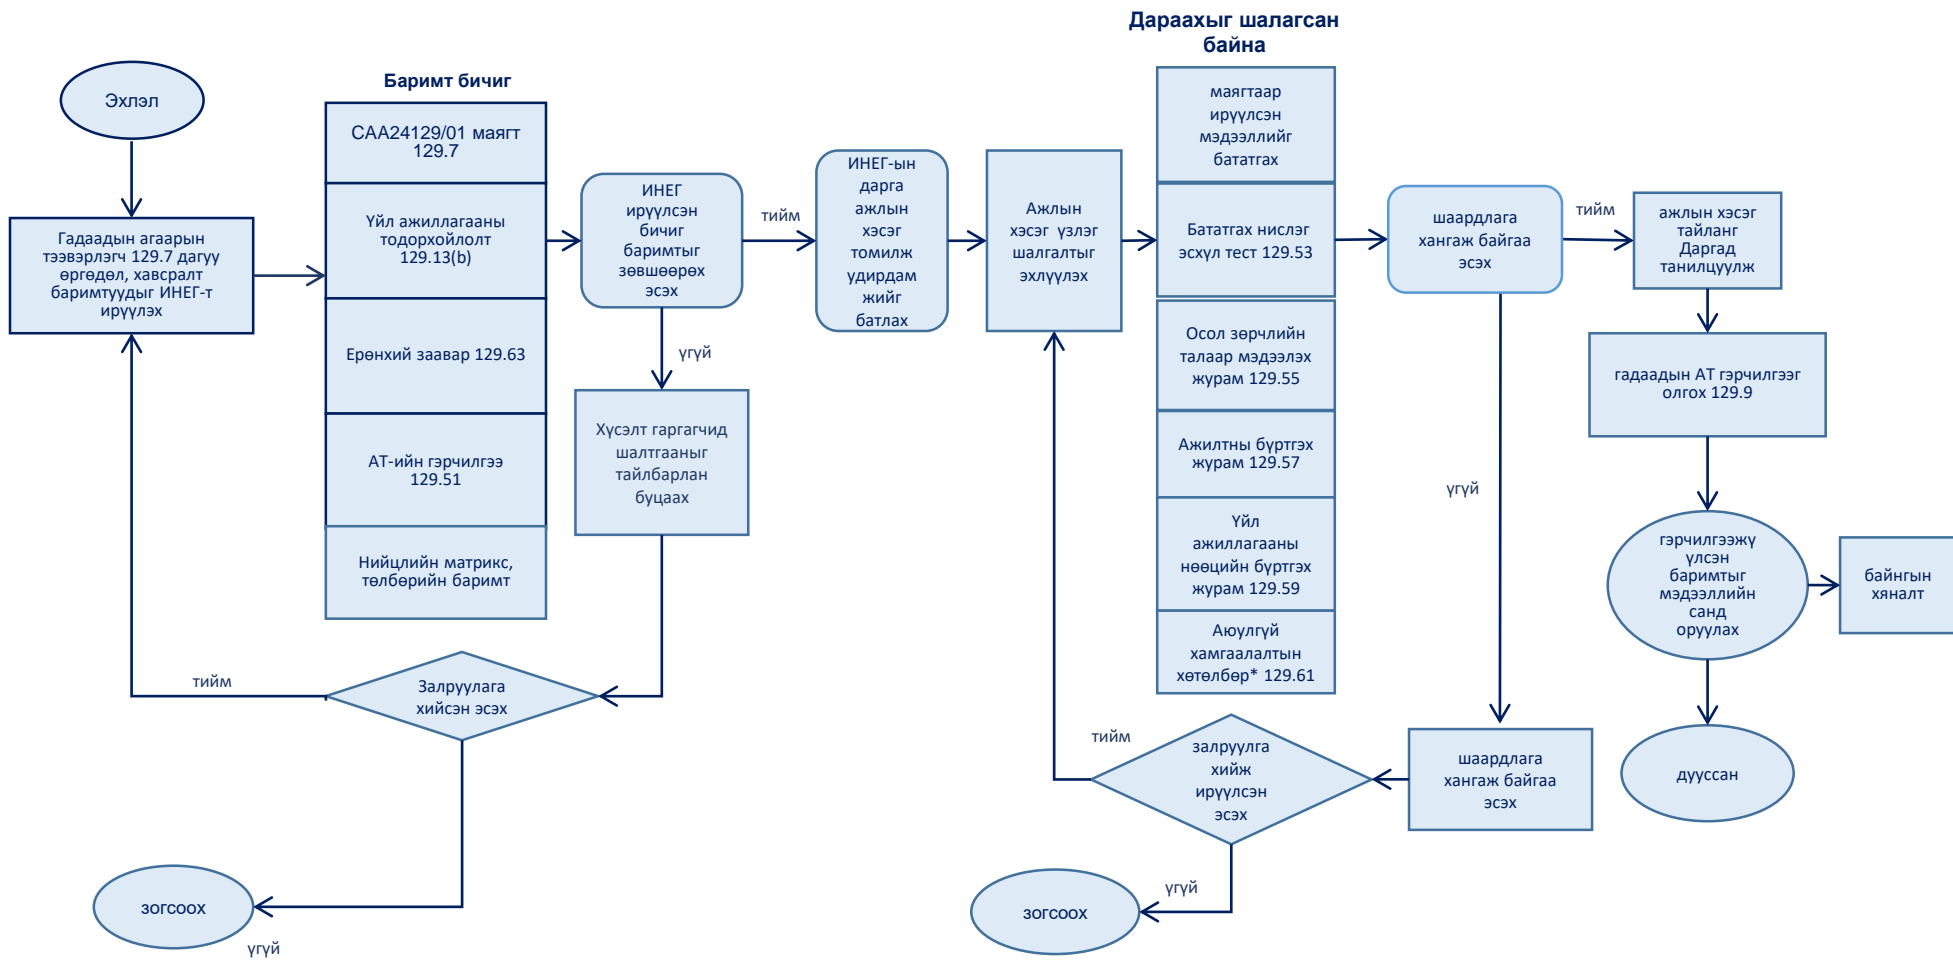 Эхлэл
Гадаадын агаарын
тээвэрлэгч 129.7 дагуу
өргөдөл, хавсралт
баримтуудыг ИНЕГ-т
ирүүлэх
Баримт бичиг
CAA24129/01 маягт
129.7
Үйл ажиллагааны
тодорхойлолт
129.13(b)
Ерөнхий заавар 129.63
АТ-ийн гэрчилгээ
129.51
Нийцлийн матрикс,
төлбөрийн баримт
ИНЕГ
ирүүлсэн
бичиг
баримтыг
зөвшөөрөх
эсэх
тийм
үгүй
Хүсэлт гаргагчид
шалтгааныг
тайлбарлан
буцаах
Залруулага
хийсэн эсэх
тийм
үгүй
зогсоох
ИНЕГ-ын
дарга
ажлын
хэсэг
томилж
удирдам
жийг
батлах
Ажлын
хэсэг үзлэг
шалгалтыг
эхлүүлэх
Дараахыг шалагсан
байна
маягтаар
ирүүлсэн
мэдээллийг
бататгах
Бататгах нислэг
эсхүл тест 129.53
Осол зөрчлийн
талаар мэдээлэх
журам 129.55
Ажилтны бүртгэх
журам 129.57
Үйл
ажиллагааны
нөөцийн бүртгэх
журам 129.59
Аюулгүй
хамгаалалтын
хөтөлбөр* 129.61
шаардлага
хангаж байгаа
эсэх
тийм
үгүй
шаардлага
хангаж байгаа
эсэх
залруулга
хийж
ирүүлсэн
эсэх
тийм
үгүй
зогсоох
ажлын хэсэг
тайланг
Даргад
танилцуулж
гадаадын АТ гэрчилгээг
олгох 129.9
гэрчилгээжү
үлсэн
баримтыг
мэдээллийн
санд
оруулах
байнгын
хяналт
дууссан